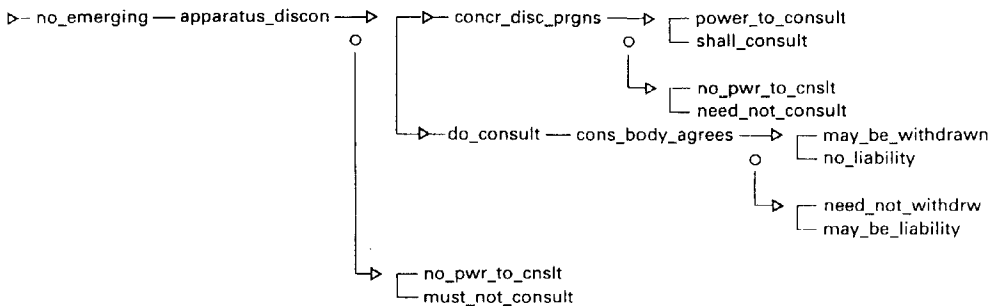 no_emerging apparatus_discon concr_disc_prgns power_to_consult
shall_consult
no_pwr_to_cnslt
need_not_consult
do_consult cons_body_agrees may_be_withdrawn
no_liability
need_not_withdrw
may_be_liability
no_pwr_to_cnslt
must_not_consult